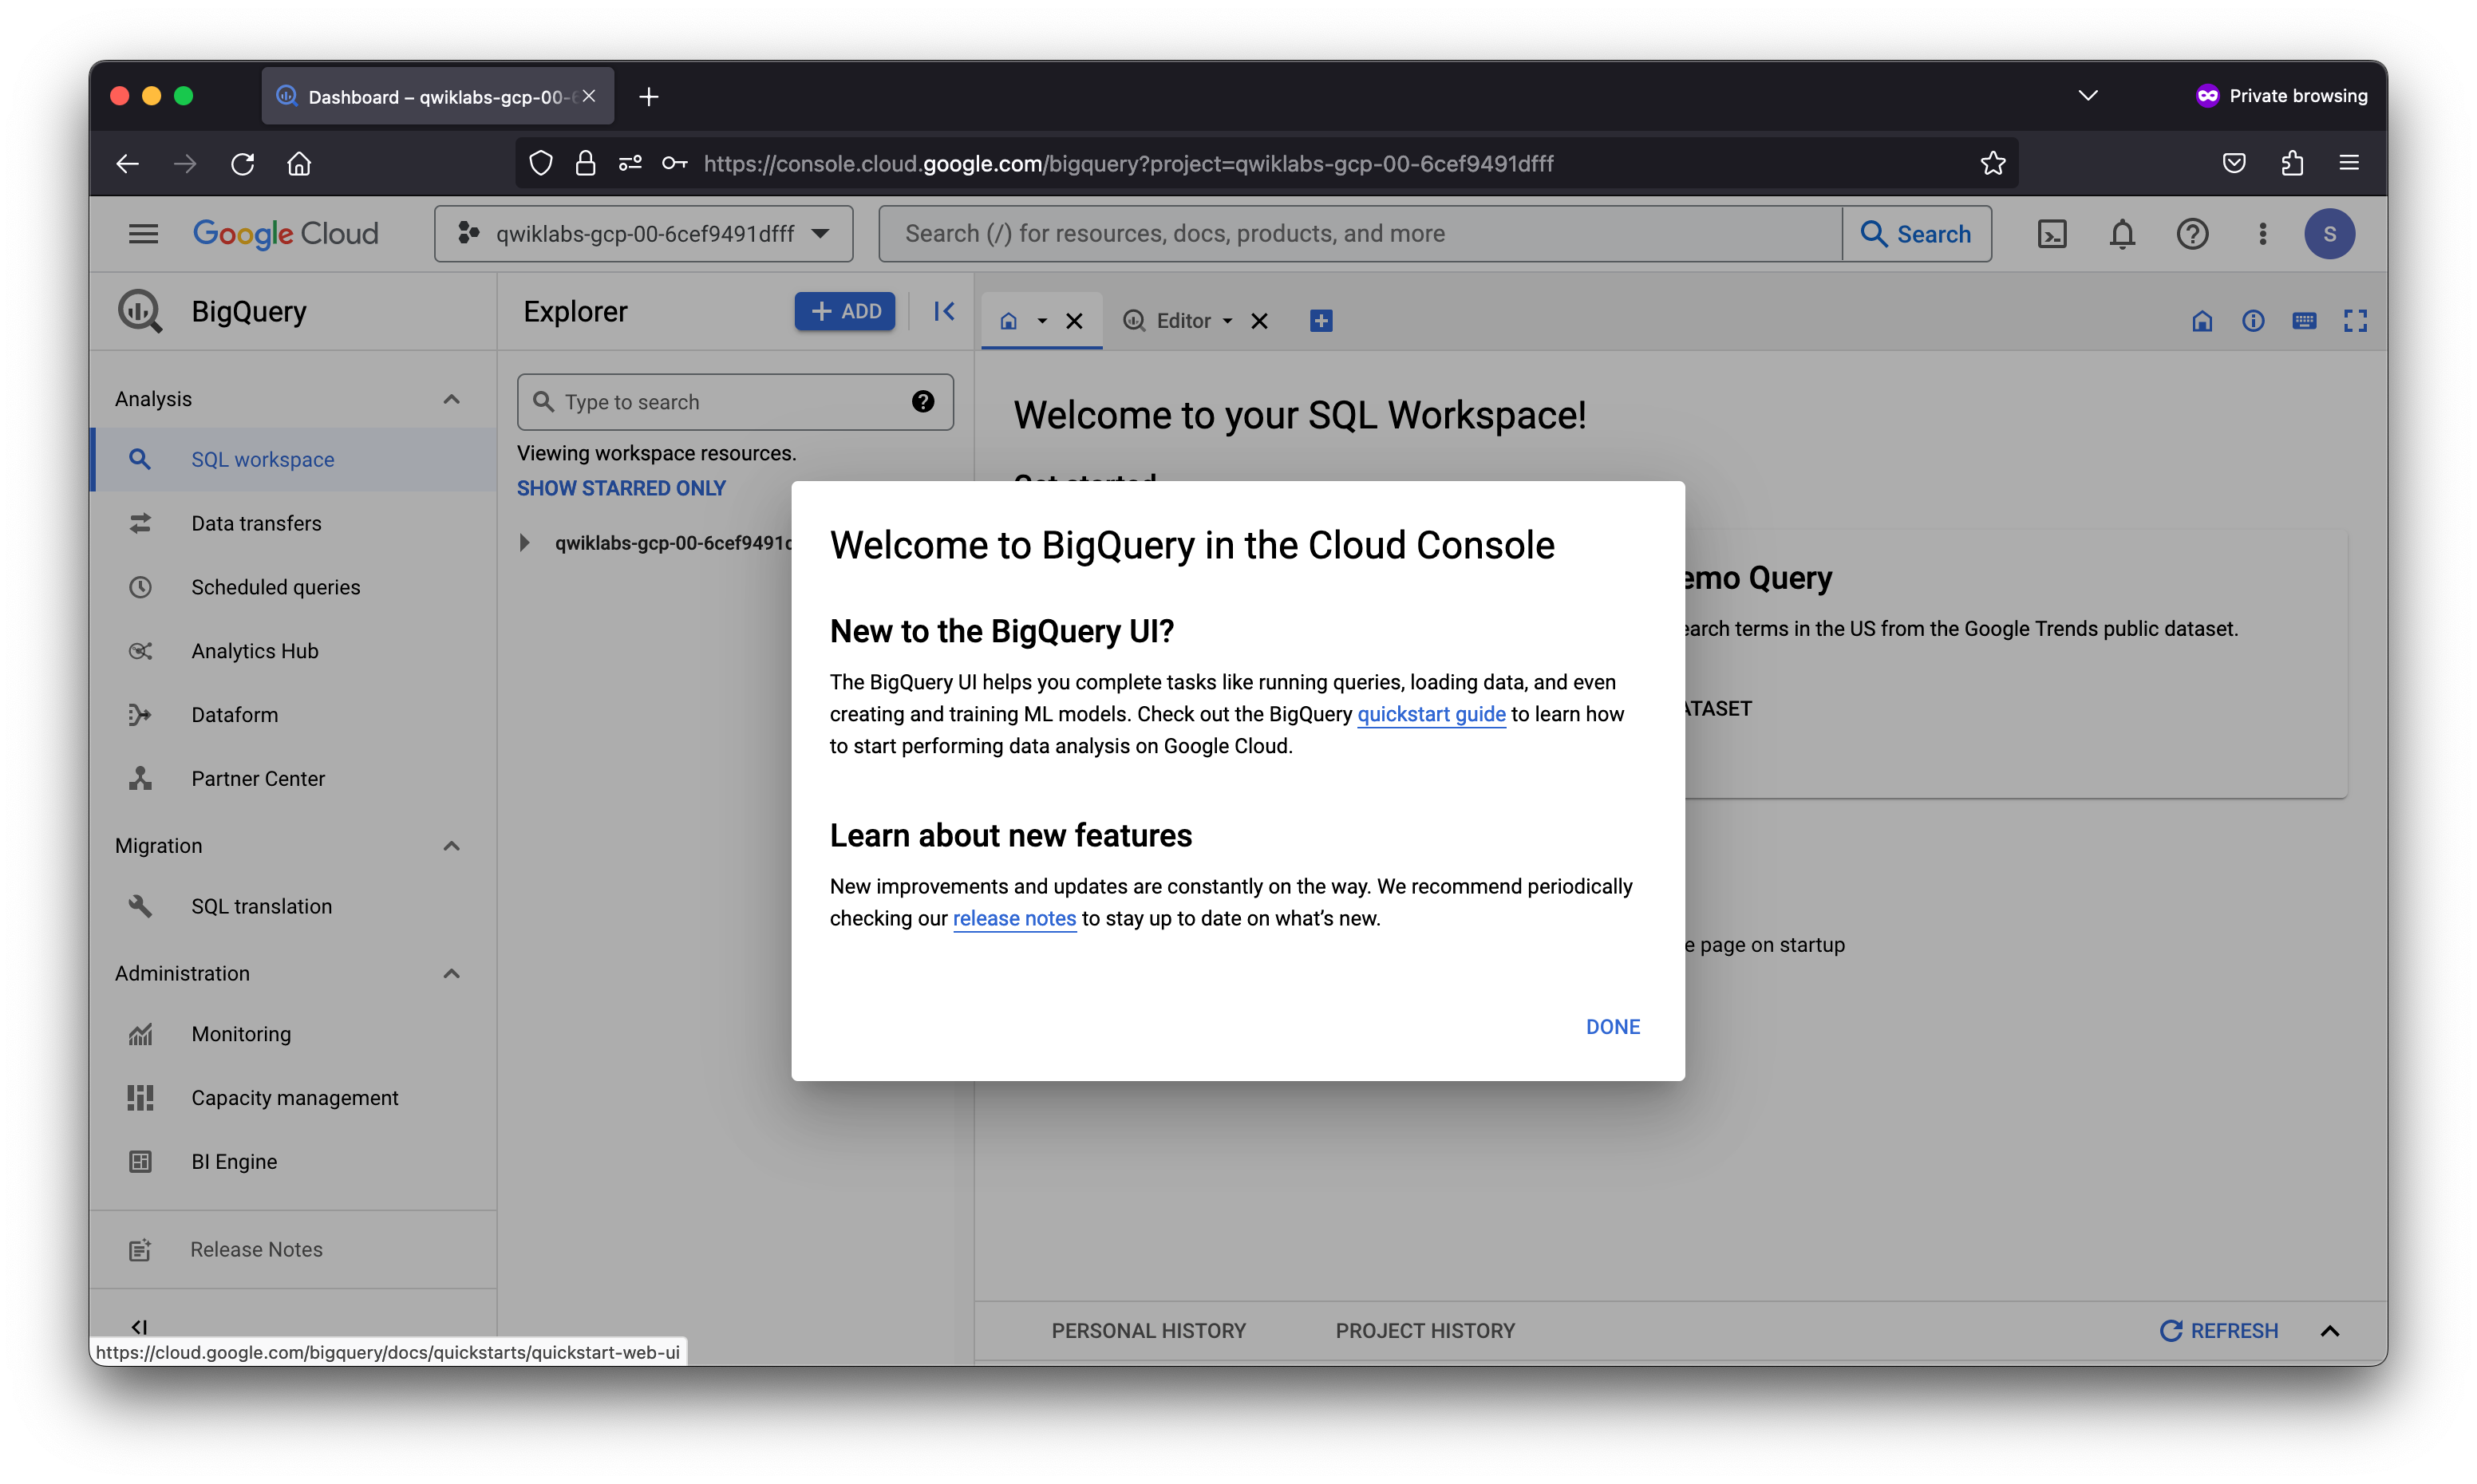 Dashboard – qwiklabs-gcp-00-
Private browsing
https://console.cloud.google.com/bigquery?project=qwiklabs-gcp-00-6cef9491dfff
Google Cloud
qwiklabs-gcp-00-6cef9491dfff
Search (/) for resources, docs, products, and more
Search
S
BigQuery
Analysis
SQL workspace
Data transfers
Scheduled queries
Analytics Hub
Dataform
Partner Center
Migration
SQL translation
Administration
Monitoring
Capacity management
BI Engine
Release Notes
Explorer
+ ADD
Type to search
Viewing workspace resources.
SHOW STARRED ONLY
qwiklabs-gcp-00-6cef9491
Editor
Welcome to your SQL Workspace!
Get started
emo Query
earch terms in the US from the Google Trends public dataset.
ATASET
e page on startup
Welcome to BigQuery in the Cloud Console
New to the BigQuery UI?
The BigQuery UI helps you complete tasks like running queries, loading data, and even
creating and training ML models. Check out the BigQuery quickstart guide to learn how
to start performing data analysis on Google Cloud.
Learn about new features
New improvements and updates are constantly on the way. We recommend periodically
checking our release notes to stay up to date on what’s new.
DONE
PERSONAL HISTORY
PROJECT HISTORY
REFRESH
https://cloud.google.com/bigquery/docs/quickstarts/quickstart-web-ui